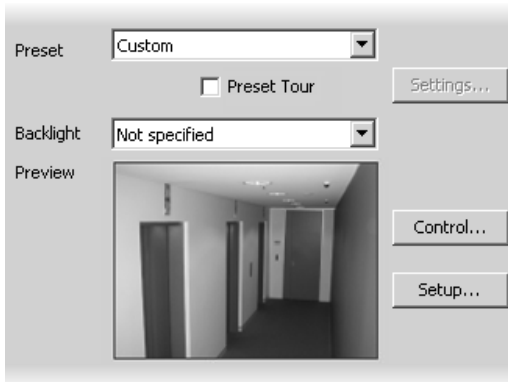 Preset
Custom
Preset Tour
Settings...
Backlight
Not specified
Preview
Control...
Setup...